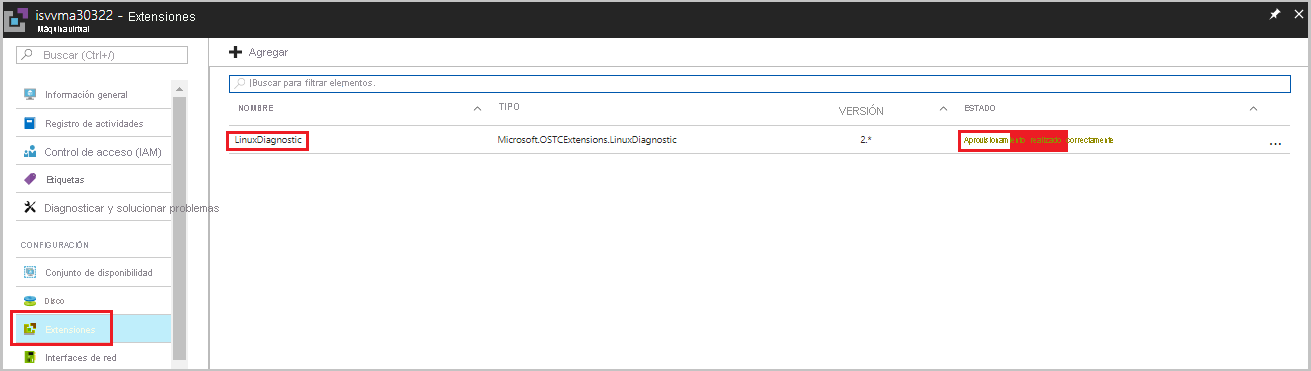 isvvma30322 - Extensiones
Máquina virtual
Buscar (Ctrl+/)
Información general
Registro de actividades
Control de acceso (IAM)
Etiquetas
Diagnosticar y solucionar problemas
CONFIGURACIÓN
Conjunto de disponibilidad
Disco
Extensiones
Interfaces de red
Agregar
Buscar para filtrar elementos.
NOMBRE TIPO VERSIÓN ESTADO
LinuxDiagnostic Microsoft.OSTCExtensions.LinuxDiagnostic 2.* Aprovisionamiento realizado correctamente ...